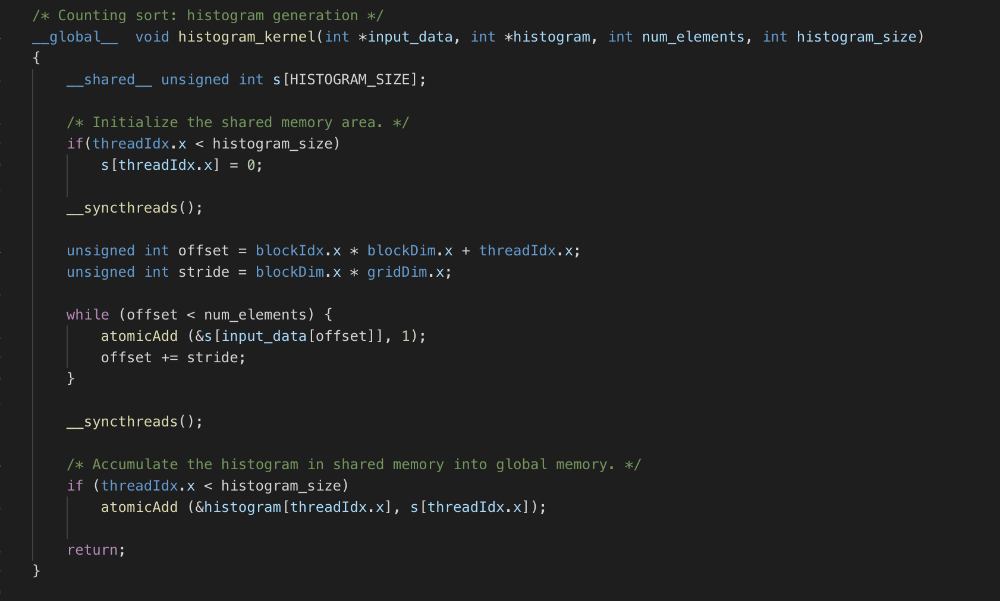 /* Counting sort: histogram generation */
__global__  void histogram_kernel(int *input_data, int *histogram, int num_elements, int histogram_size)
{
    __shared__ unsigned int s[HISTOGRAM_SIZE];
    /* Initialize the shared memory area. */
    if(threadIdx.x < histogram_size)
        s[threadIdx.x] = 0;
    __syncthreads();
    unsigned int offset = blockIdx.x * blockDim.x + threadIdx.x;
    unsigned int stride = blockDim.x * gridDim.x;
    while (offset < num_elements) {
        atomicAdd (&s[input_data[offset]], 1);
        offset += stride;
    }
    __syncthreads();
    /* Accumulate the histogram in shared memory into global memory. */
    if (threadIdx.x < histogram_size)
        atomicAdd (&histogram[threadIdx.x], s[threadIdx.x]);
    return;
}